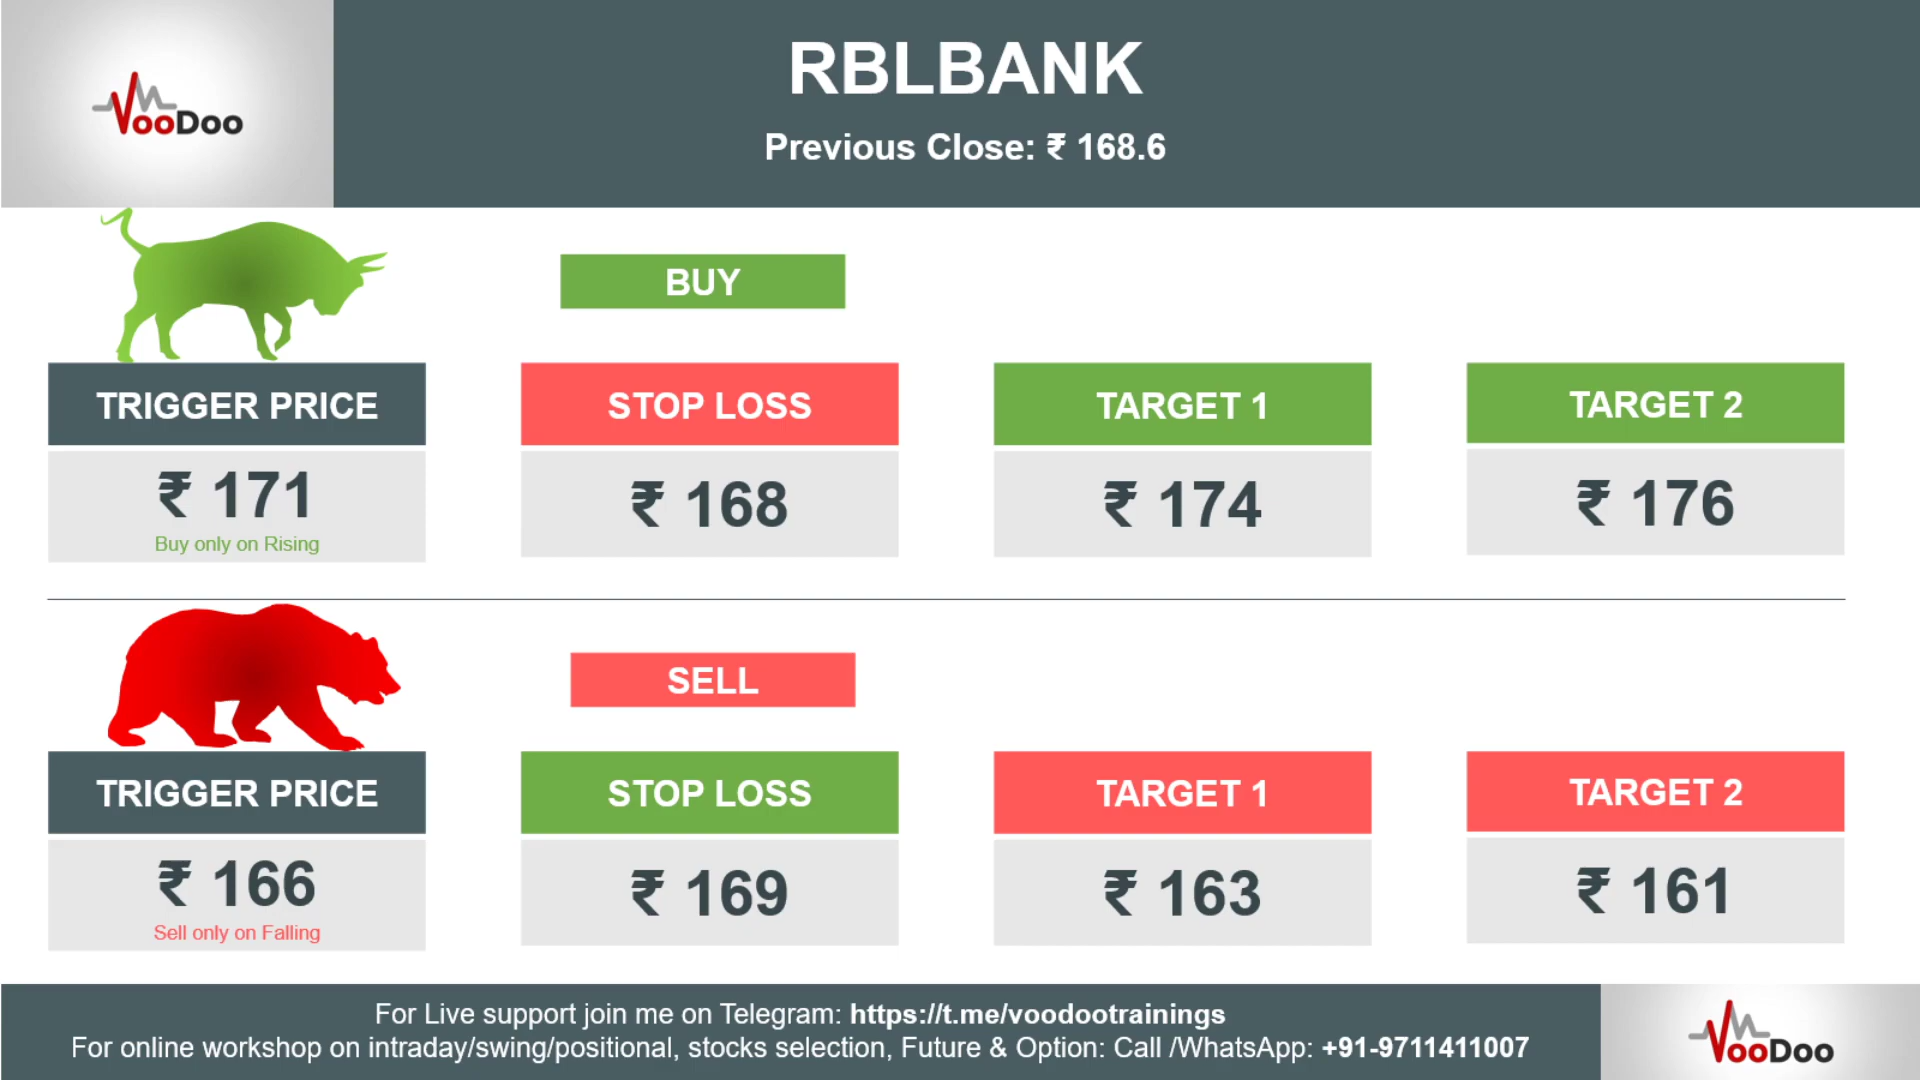 VooDoo
RBLBANK
Previous Close: ₹ 168.6
BUY
TRIGGER PRICE
₹ 171
Buy only on Rising
STOP LOSS
₹ 168
TARGET 1
₹ 174
TARGET 2
₹ 176
SELL
TRIGGER PRICE
₹ 166
Sell only on Falling
STOP LOSS
₹ 169
TARGET 1
₹ 163
TARGET 2
₹ 161
For Live support join me on Telegram: https://t.me/voodootrainings
For online workshop on intraday/swing/positional, stocks selection, Future & Option: Call /WhatsApp: +91-9711411007
VooDoo